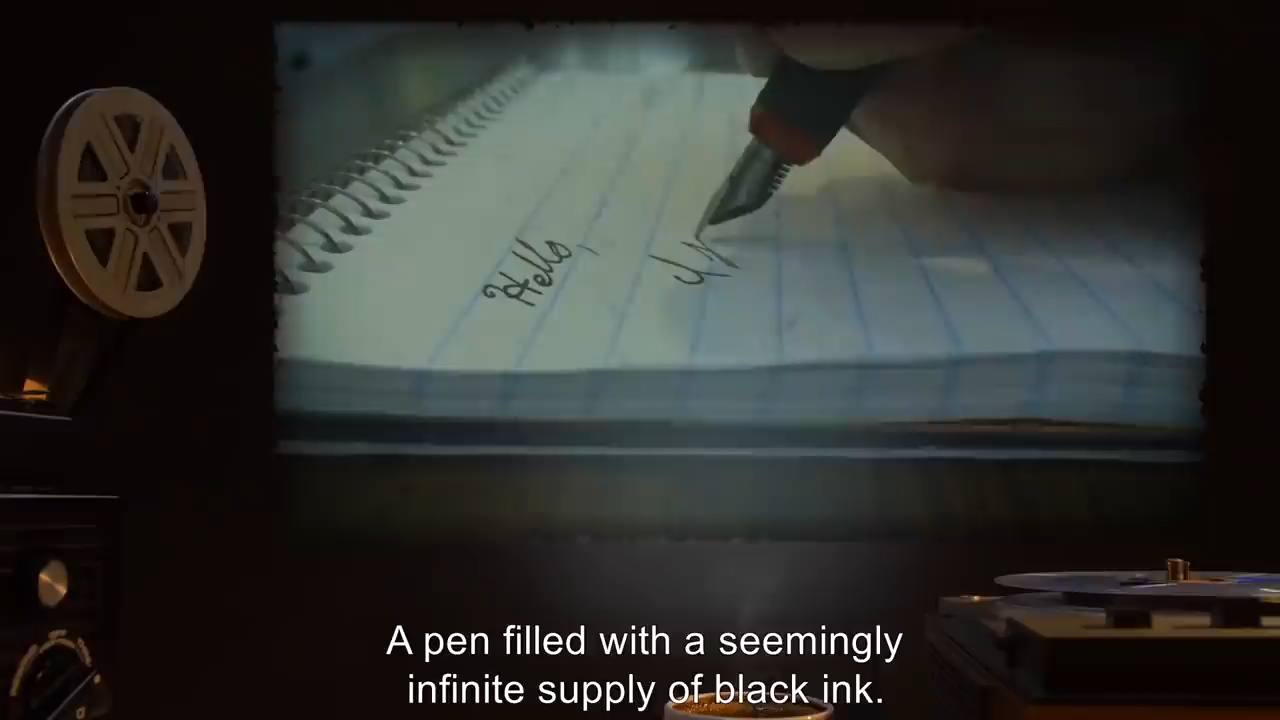 Hello,
A pen filled with a seemingly
infinite supply of black ink.